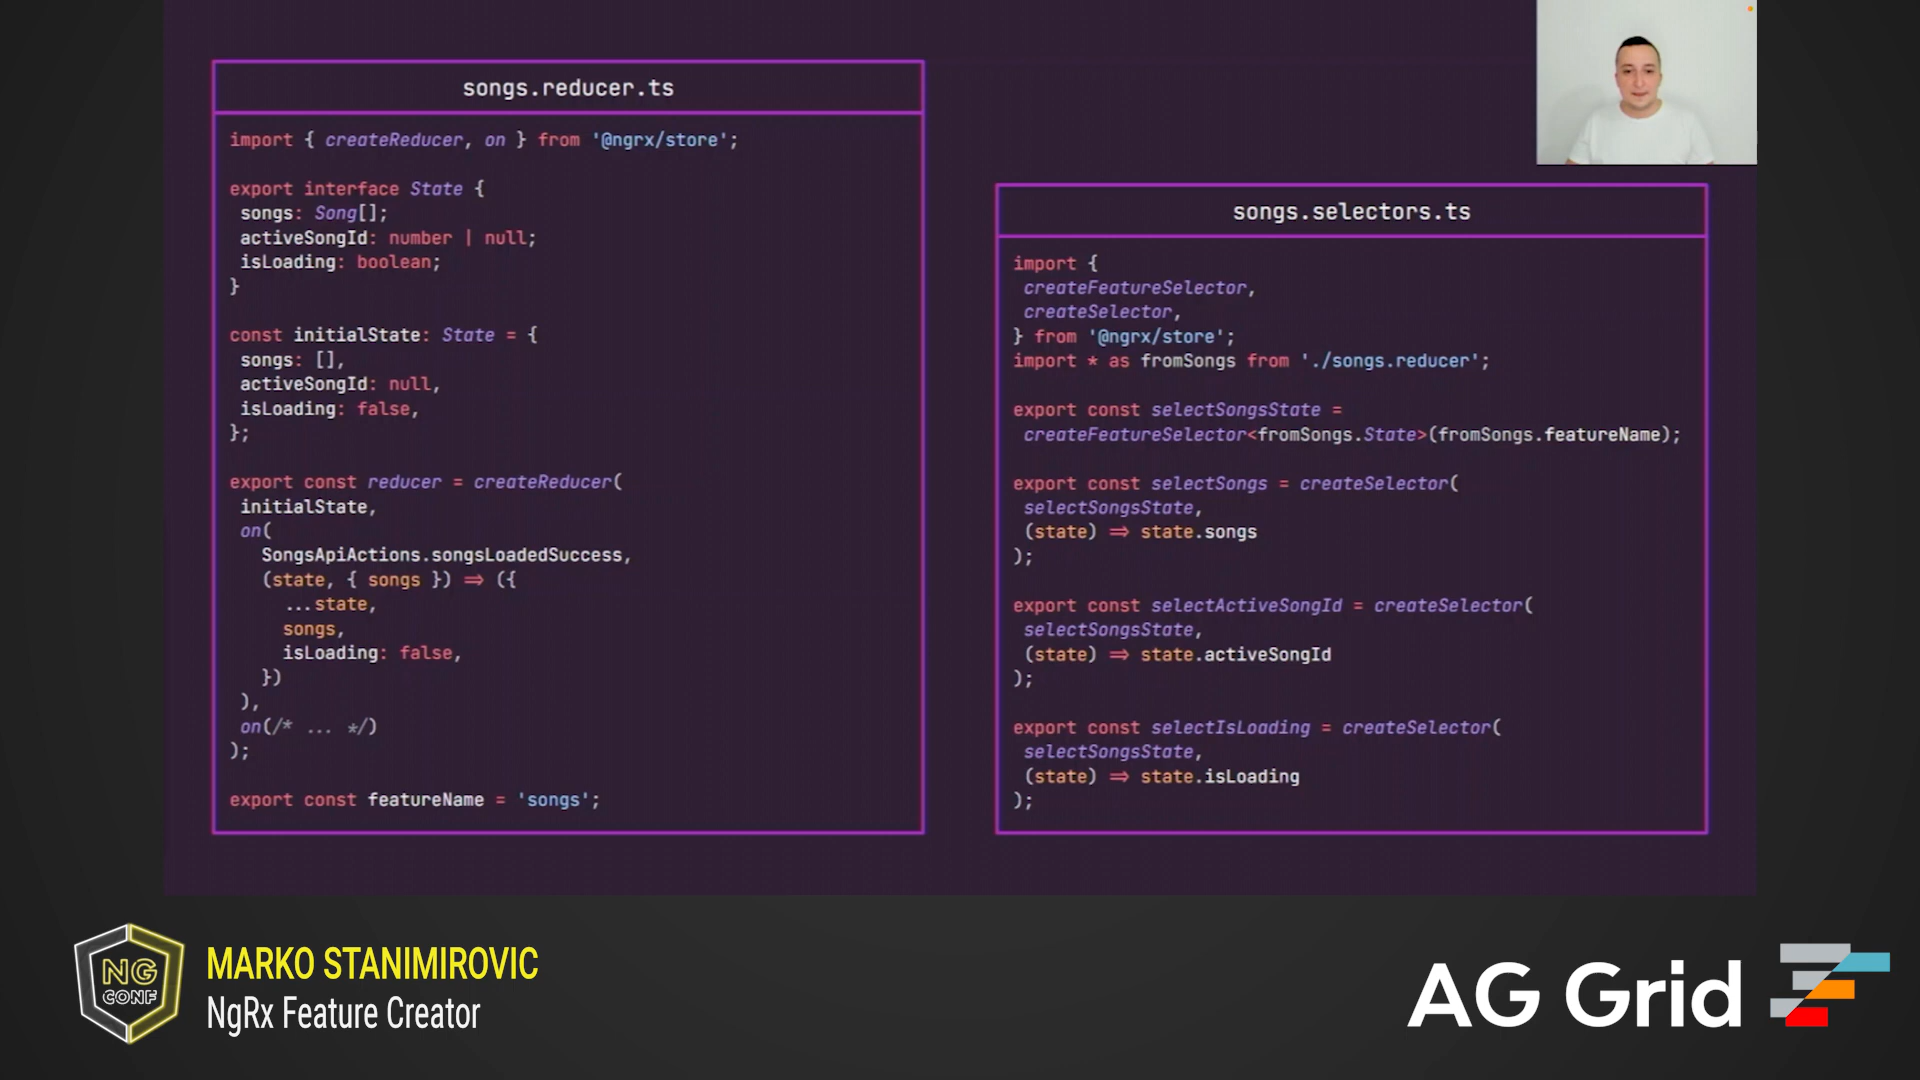 songs.reducer.ts
import { createReducer, on } from '@ngrx/store';
export interface State {
songs: Song[];
activeSongId: number | null;
isLoading: boolean;
}
const initialState: State = {
songs: [],
activeSongId: null,
isLoading: false,
};
export const reducer = createReducer(
initialState,
on(
SongsApiActions.songsLoadedSuccess,
(state, { songs }) => ({
...state,
songs,
isLoading: false,
})
),
on(/* ... */)
);
export const featureName = 'songs';
songs.selectors.ts
import {
createFeatureSelector,
createSelector,
} from '@ngrx/store';
import * as fromSongs from './songs.reducer';
export const selectSongsState =
createFeatureSelector<fromSongs.State>(fromSongs.featureName);
export const selectSongs = createSelector(
selectSongsState,
(state) => state.songs
);
export const selectActiveSongId = createSelector(
selectSongsState,
(state) => state.activeSongId
);
export const selectIsLoading = createSelector(
selectSongsState,
(state) => state.isLoading
);
NG
CONF
MARKO STANIMIROVIC
NgRx Feature Creator
AG Grid